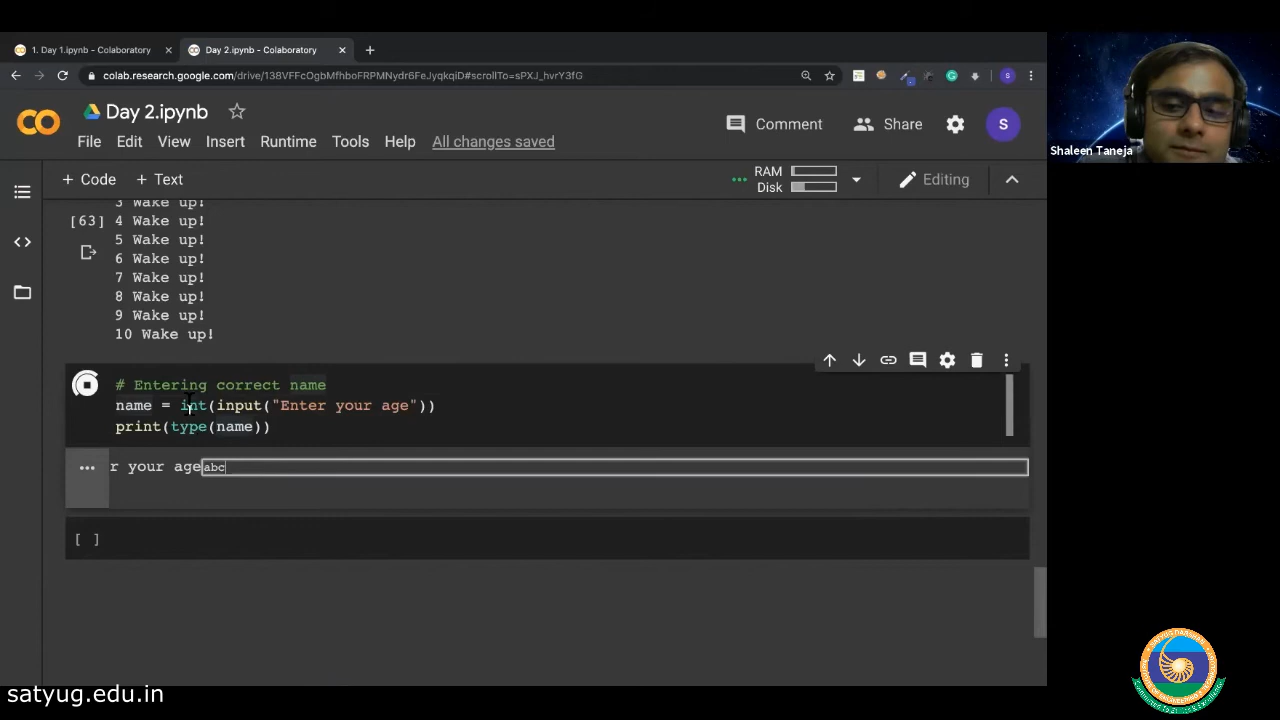 1. Day 1.ipynb - Colaboratory
Day 2.ipynb - Colaboratory
colab.research.google.com/drive/138VFFcOgbMfhboFRPMNydr6FeJyqkqiD#scrollTo=sPXJ_hvrY3fG
Day 2.ipynb
File Edit View Insert Runtime Tools Help All changes saved
Comment Share S
+ Code + Text
RAM
Disk
Editing
3 Wake up!
[63] 4 Wake up!
5 Wake up!
6 Wake up!
7 Wake up!
8 Wake up!
9 Wake up!
10 Wake up!
# Entering correct name
name = int(input("Enter your age"))
print(type(name))
r your age abc
[ ]
Shaleen Taneja
satyug.edu.in